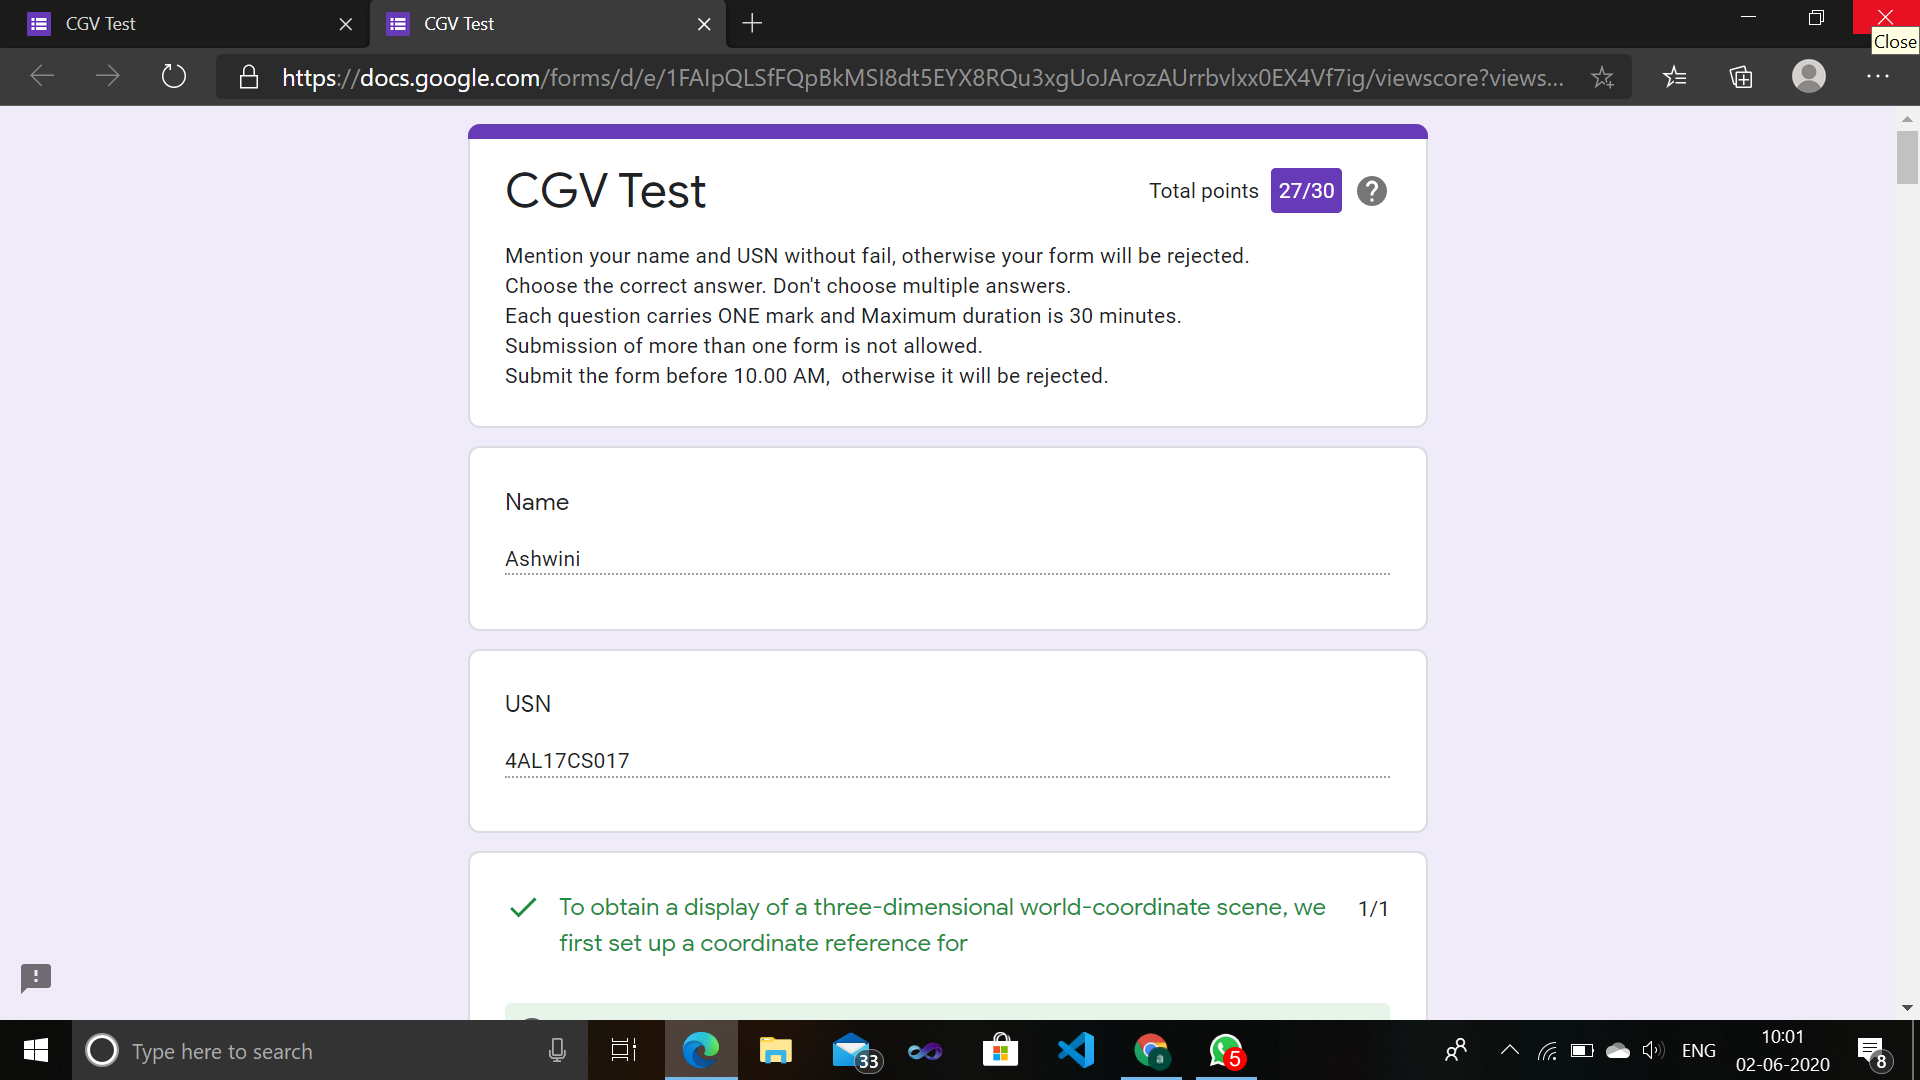 CGV Test
CGV Test
Close
https://docs.google.com/forms/d/e/1FAIpQLSfFQpBkMSI8dt5EYX8RQu3xgUoJArozAUrrbvlxx0EX4Vf7ig/viewscore?views...
CGV Test
Total points 27/30
Mention your name and USN without fail, otherwise your form will be rejected.
Choose the correct answer. Don't choose multiple answers.
Each question carries ONE mark and Maximum duration is 30 minutes.
Submission of more than one form is not allowed.
Submit the form before 10.00 AM,  otherwise it will be rejected.
Name
Ashwini
USN
4AL17CS017
To obtain a display of a three-dimensional world-coordinate scene, we 1/1
first set up a coordinate reference for
Type here to search
33
a
5
ENG
10:01
02-06-2020
8